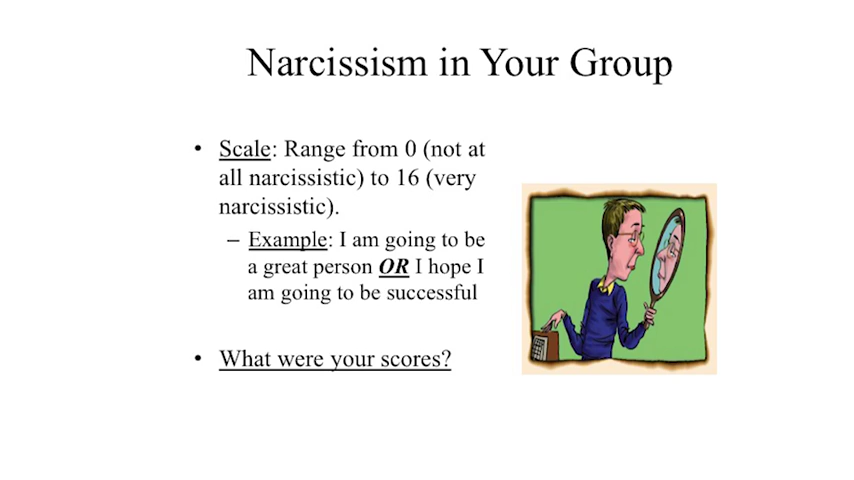 Narcissism in Your Group
• Scale: Range from 0 (not at
all narcissistic) to 16 (very
narcissistic).
– Example: I am going to be
a great person OR I hope I
am going to be successful
• What were your scores?